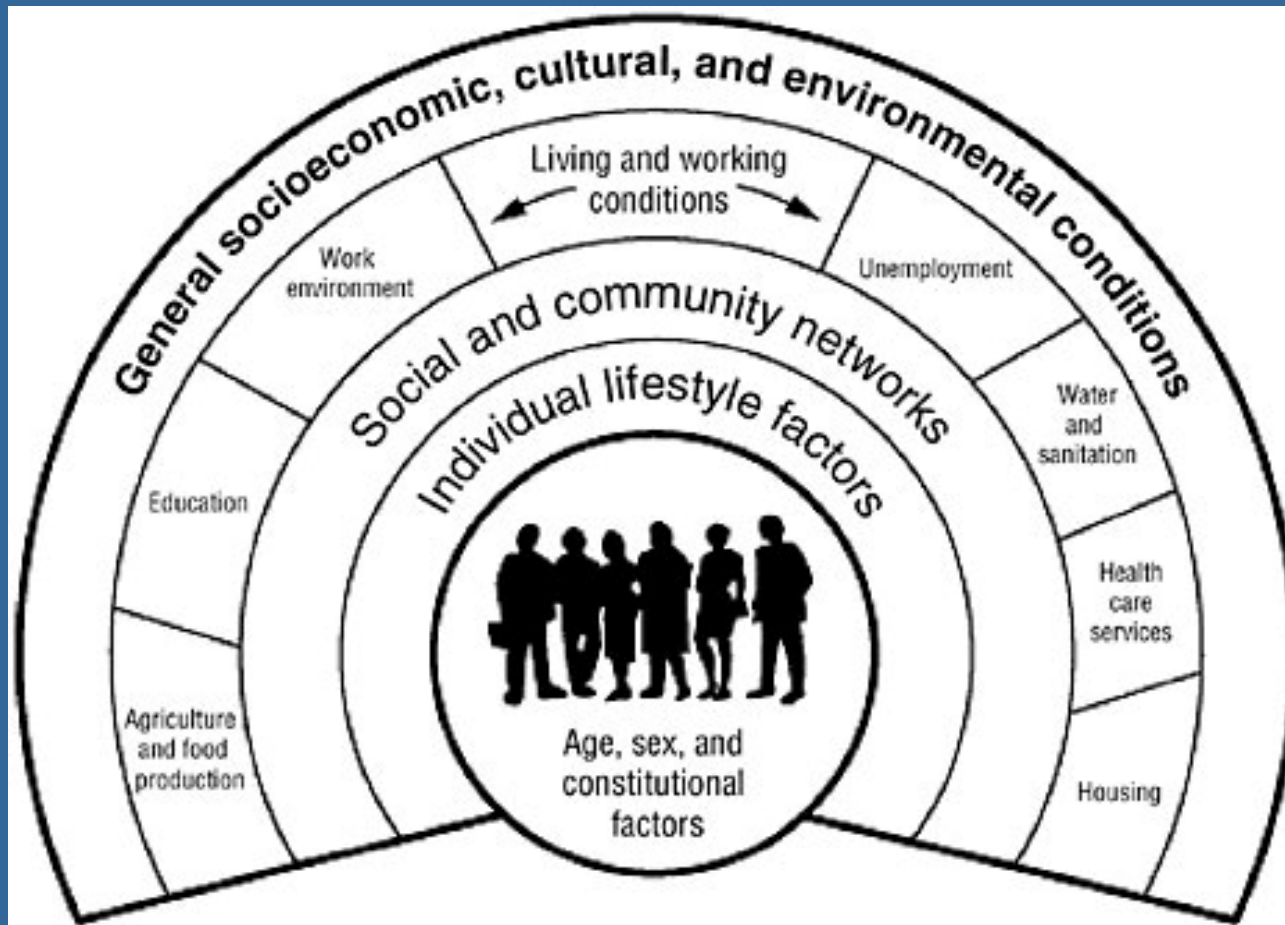 General socioeconomic, cultural, and environmental conditions
Living and working
conditions
Work
environment
Unemployment
Education
Water
and
sanitation
Agriculture
and food
production
Health
care
services
Housing
Social and community networks
Individual lifestyle factors
Age, sex, and
constitutional
factors